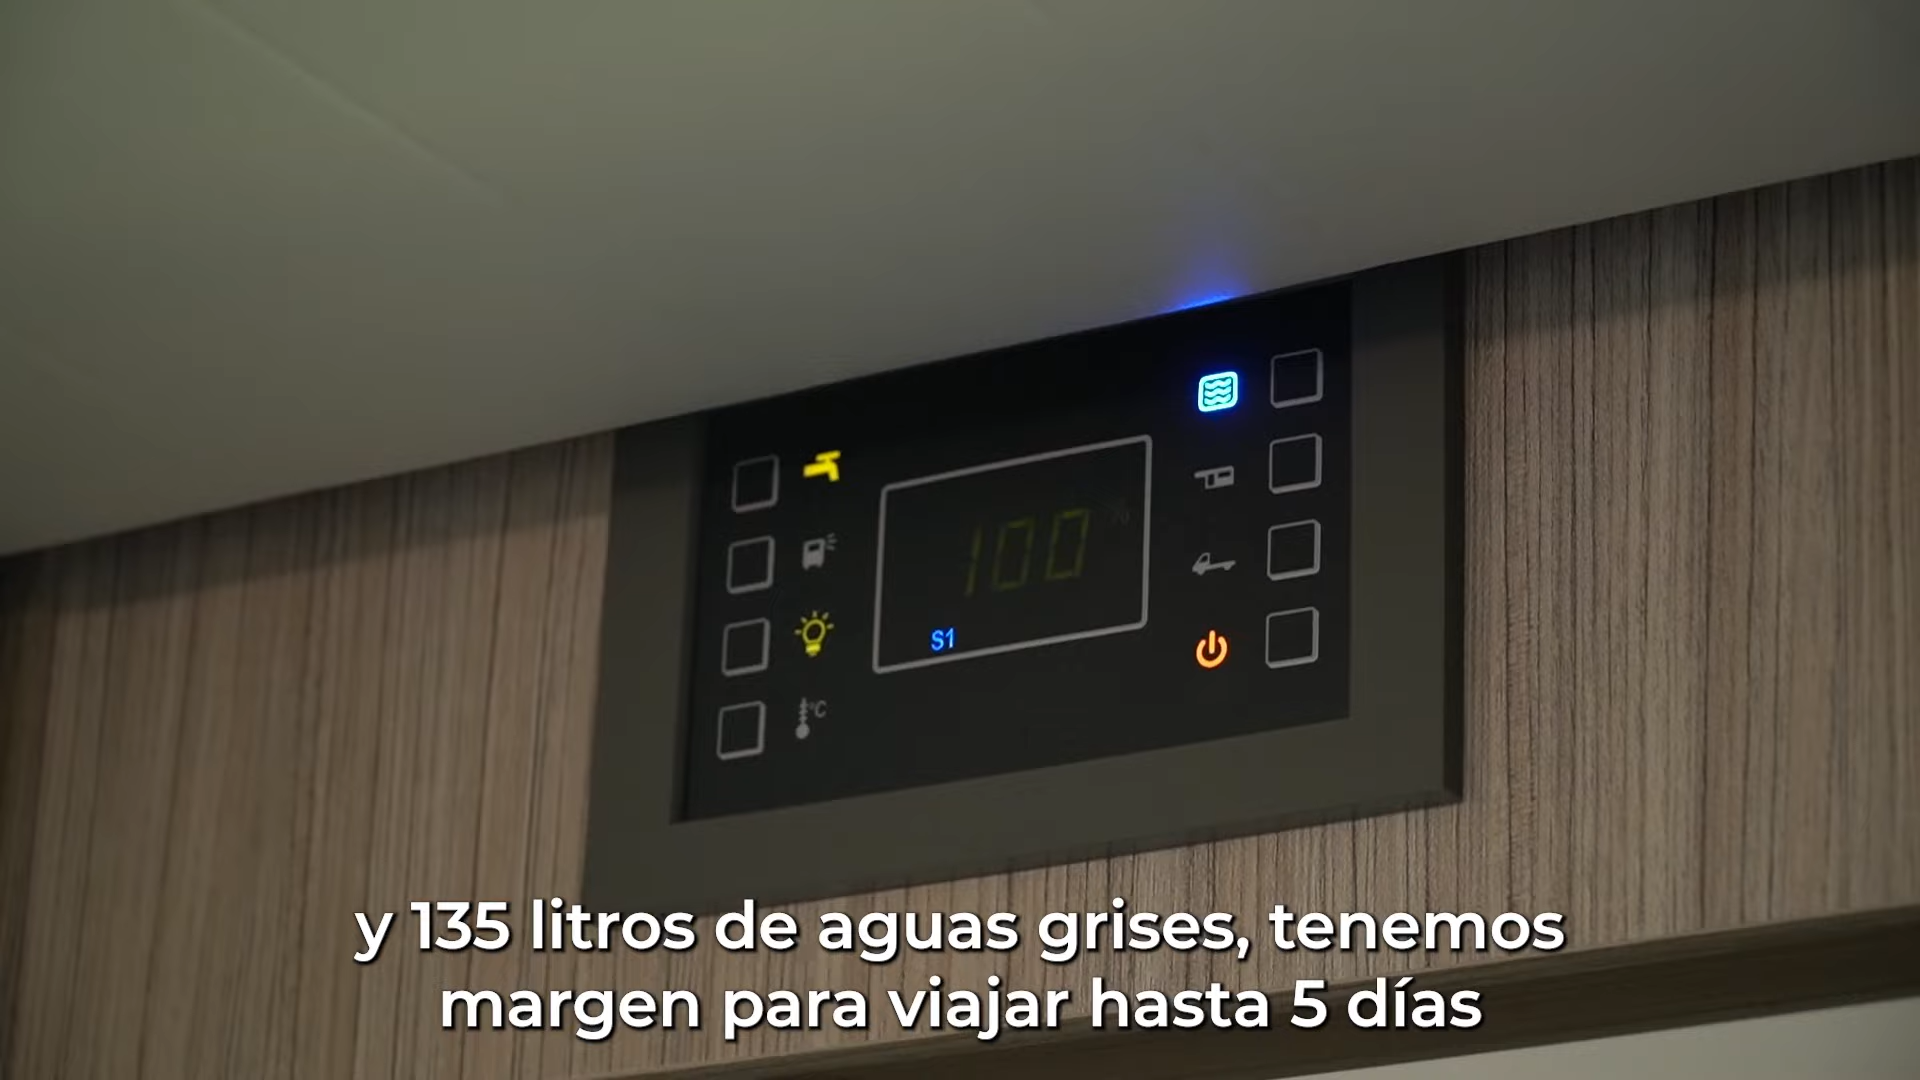 100 %
S1
°C
y 135 litros de aguas grises, tenemos
margen para viajar hasta 5 días